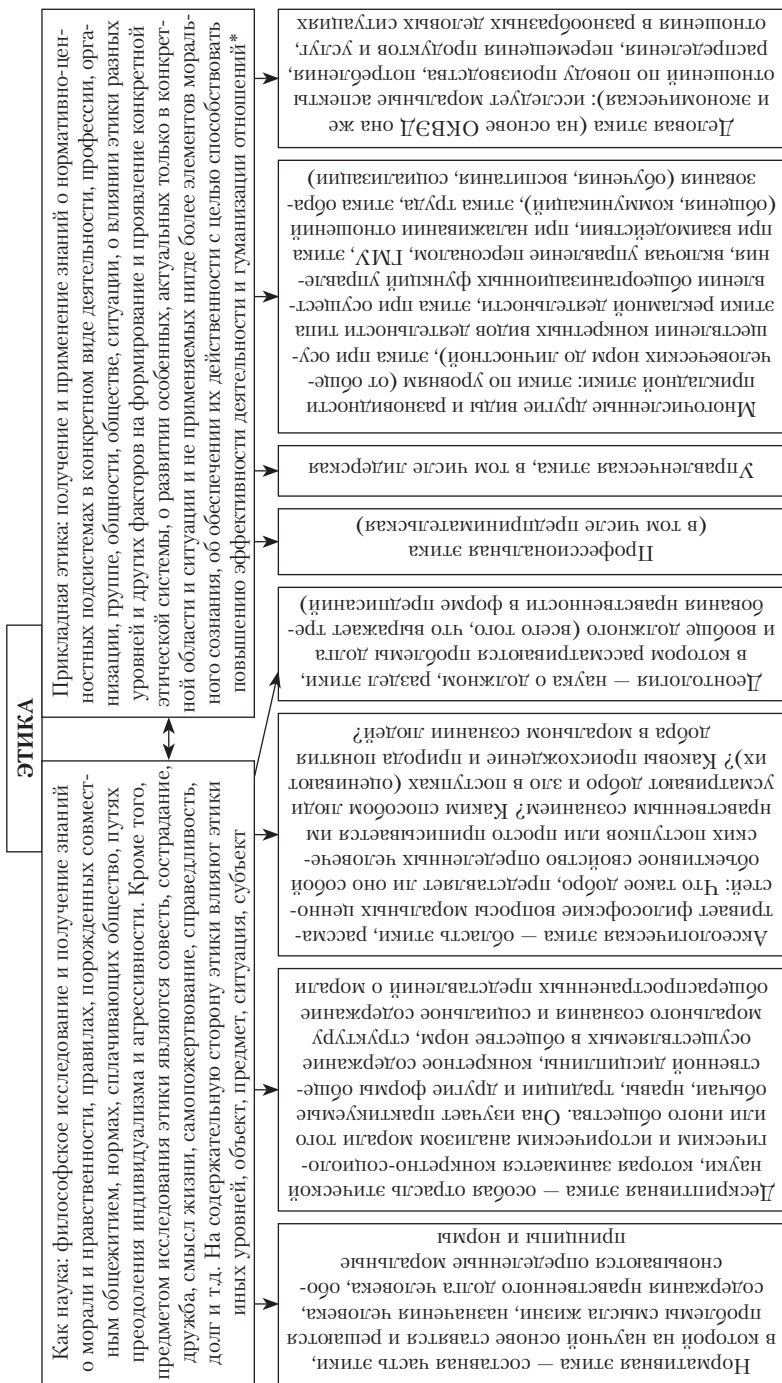 ЭТИКА
Как наука: философское исследование и получение знаний
о морали и нравственности, правилах, порожденных совмест-
ным общежитием, нормах, сплачивающих общество, путях
преодоления индивидуализма и агрессивности. Кроме того,
предметом исследования этики являются совесть, сострадание,
дружба, смысл жизни, самопожертвование, справедливость,
долг и т.д. На содержательную сторону этики влияют этики
иных уровней, объект, предмет, ситуация, субъект
Прикладная этика: получение и применение знаний о нормативно-цен-
ностных подсистемах в конкретном виде деятельности, профессии, орга-
низации, группе, общности, обществе, ситуации, о влиянии этики разных
уровней и других факторов на формирование и проявление конкретной
этической системы, о развитии особенных, актуальных только в конкрет-
ной области и ситуации и не применяемых нигде более элементов мораль-
ного сознания, об обеспечении их действенности с целью способствовать
повышению эффективности деятельности и гуманизации отношений*
Нормативная этика – составная часть этики,
в которой на научной основе ставятся и решаются
проблемы смысла жизни, назначения человека,
содержания нравственного долга человека, обо-
сновываются определенные моральные
принципы и нормы
Дескриптивная этика – особая отрасль этической
науки, которая занимается конкретно-социоло-
гическим и историческим анализом морали того
или иного общества. Она изучает практикуемые
обычаи, нравы, традиции и другие формы обще-
ственной дисциплины, конкретное содержание
осуществляемых в обществе норм, структуру
морального сознания и социальное содержание
общераспространенных представлений о морали
Аксеологическая этика – область этики, рассма-
тривает философские вопросы моральных ценно-
стей: Что такое добро, представляет ли оно собой
объективное свойство определенных человече-
ских поступков или просто приписывается им
нравственным сознанием? Каким способом люди
усматривают добро и зло в поступках (оценивают
их)? Каковы происхождение и природа понятия
добра в моральном сознании людей?
Деонтология – наука о должном, раздел этики,
в котором рассматриваются проблемы долга
и вообще должного (всего того, что выражает тре-
бования нравственности в форме предписаний)
Профессиональная этика
(в том числе предпринимательская)
Управленческая этика, в том числе лидерская
Многочисленные другие виды и разновидности
прикладной этики: этики по уровням (от обще-
человеческих норм до личностной), этика при осу-
ществлении конкретных видов деятельности типа
этики рекламной деятельности, этика при осущест-
влении общеорганизационных функций управле-
ния, включая управление персоналом, ГМУ, этика
при взаимодействии, при налаживании отношений
(общения, коммуникаций), этика труда, этика обра-
зования (обучения, воспитания, социализации)
Деловая этика (на основе ОКВЭД она же
и экономическая): исследует моральные аспекты
отношений по поводу производства, потребления,
распределения, перемещения продуктов и услуг,
отношения в разнообразных деловых ситуациях